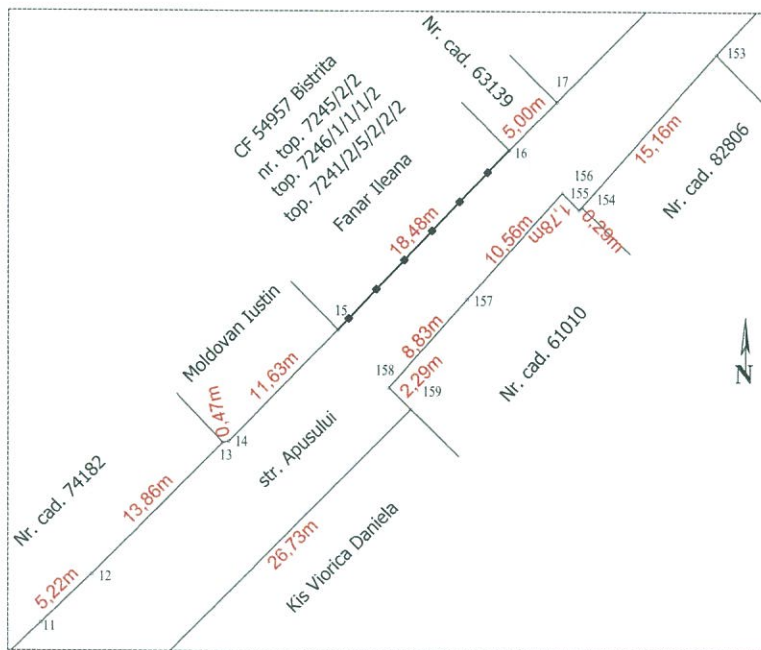 Nr. cad. 63139
17
153
5,00m
CF 54957 Bistrita
nr. top. 7245/2/2
top. 7246/1/1/1/2
top. 7241/2/5/2/2/2
Fanar Ileana
16
15,16m
Nr. cad. 82806
156
155
154
1,78m
0,29m
18,48m
10,56m
157
15
Moldovan Iustin
11,63m
8,83m
Nr. cad. 61010
158
2,29m
159
N
0,47m
14
13
str. Apusului
Nr. cad. 74182
13,86m
26,73m
Kis Viorica Daniela
12
5,22m
11